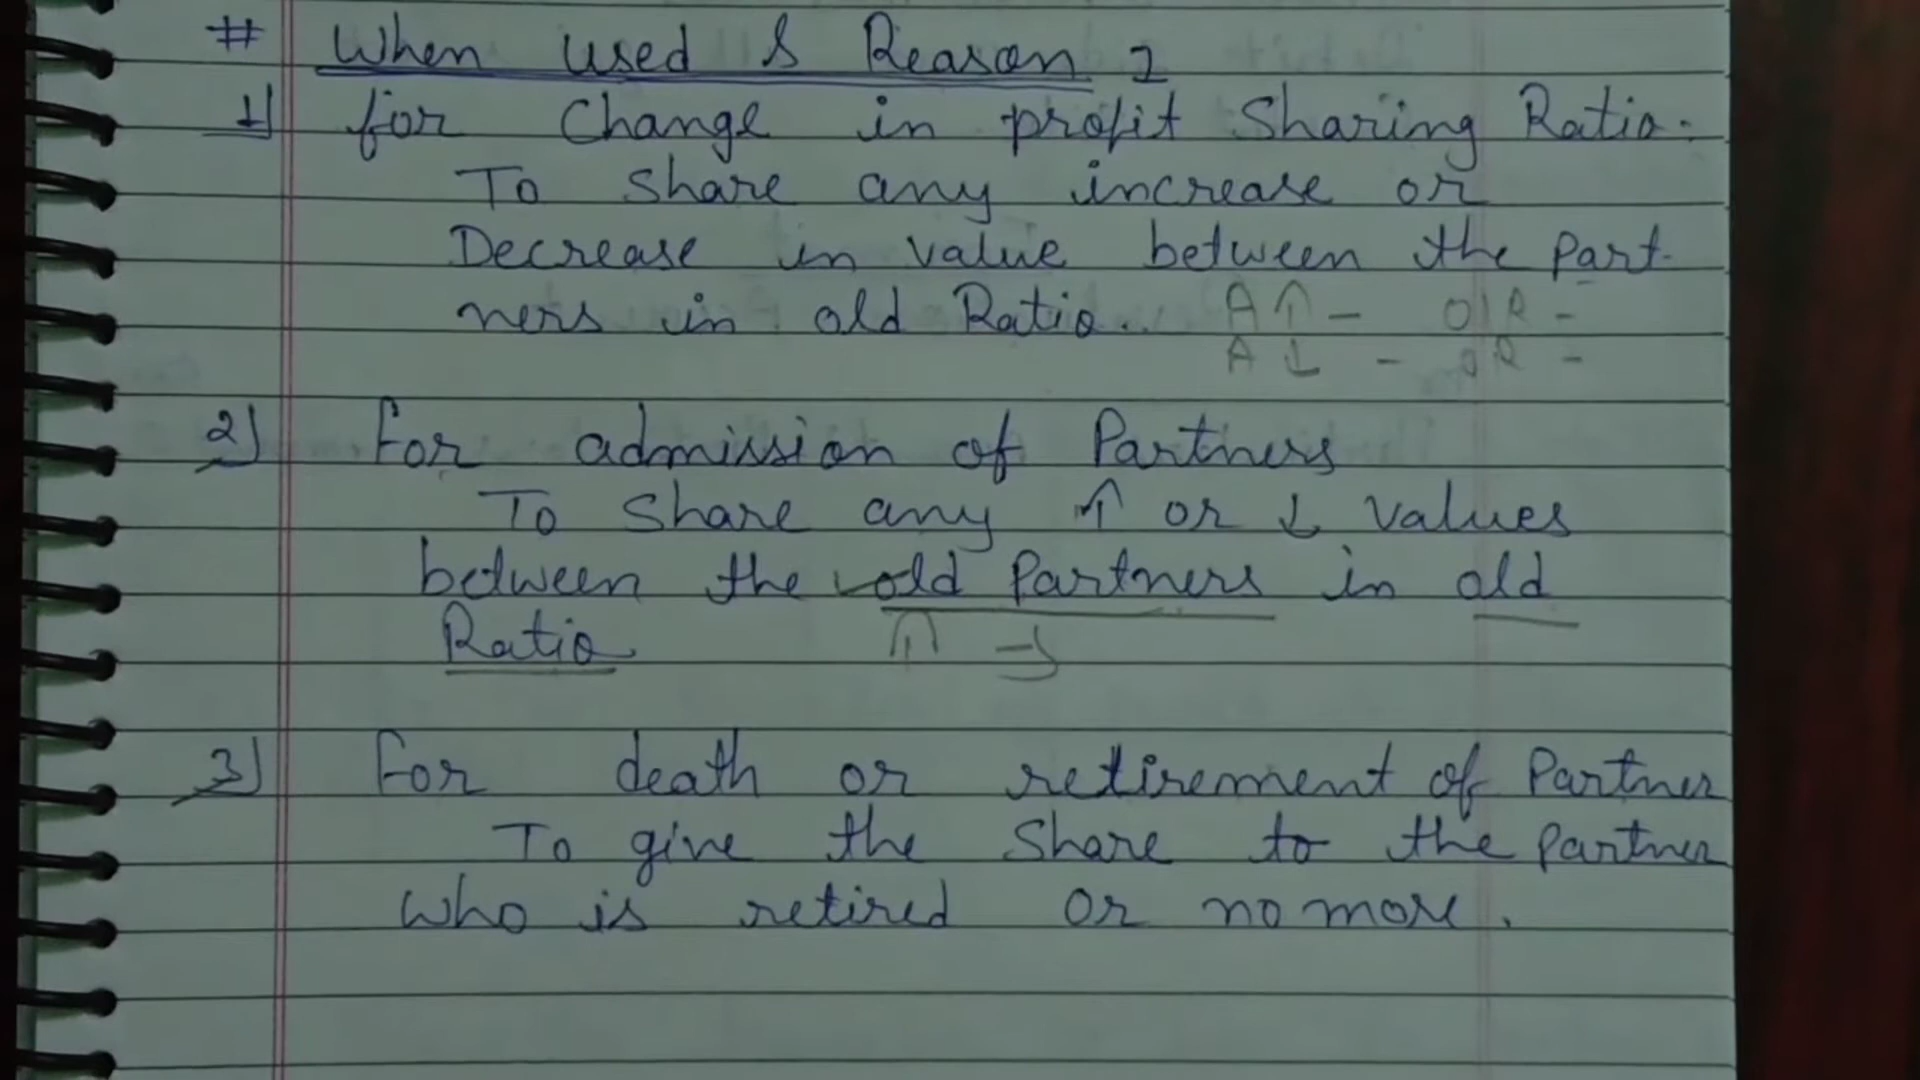 # When used & Reason
1) for Change in profit Sharing Ratio.
To share any increase or
Decrease in value between the Part-
ners in old Ratio..
A↑ - O R -
A ↓ - OR -
2) For admission of Partners
To Share any ↑ or ↓ values
between the old Partners in old
Ratio ↑
3) For death or retirement of Partner
To give the Share to the partner
who is retired or no more.